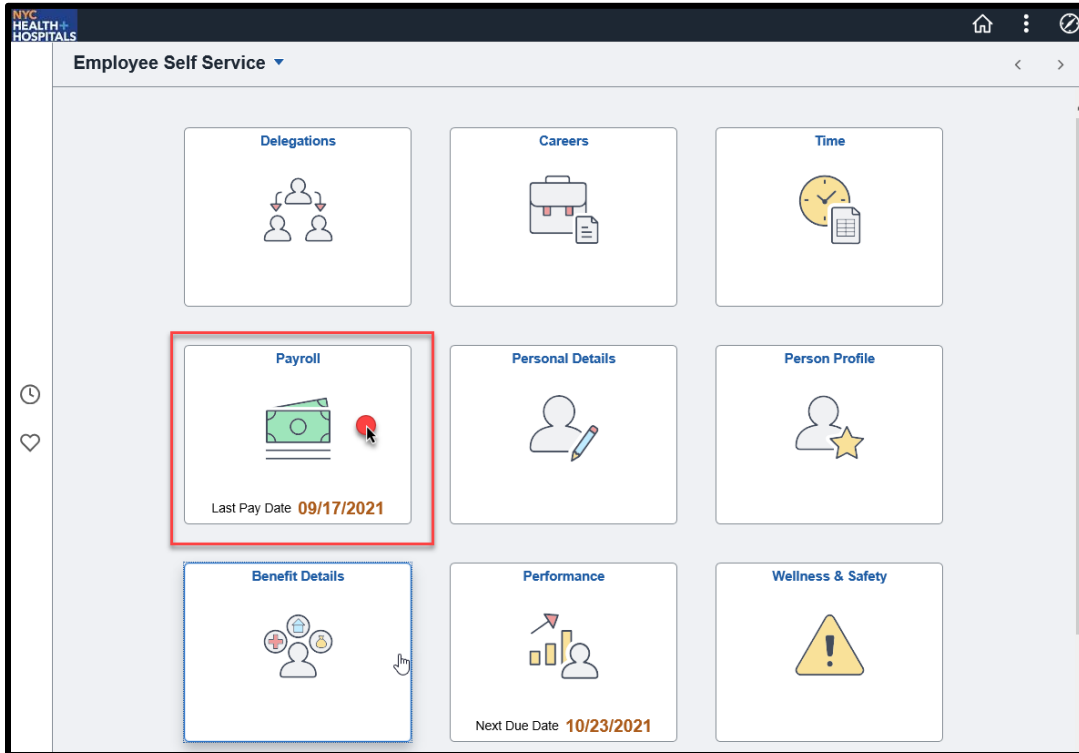 NYC
HEALTH+
HOSPITALS
Employee Self Service
Delegations
Careers
Time
Payroll
Last Pay Date 09/17/2021
Personal Details
Person Profile
Benefit Details
Performance
Next Due Date 10/23/2021
Wellness & Safety